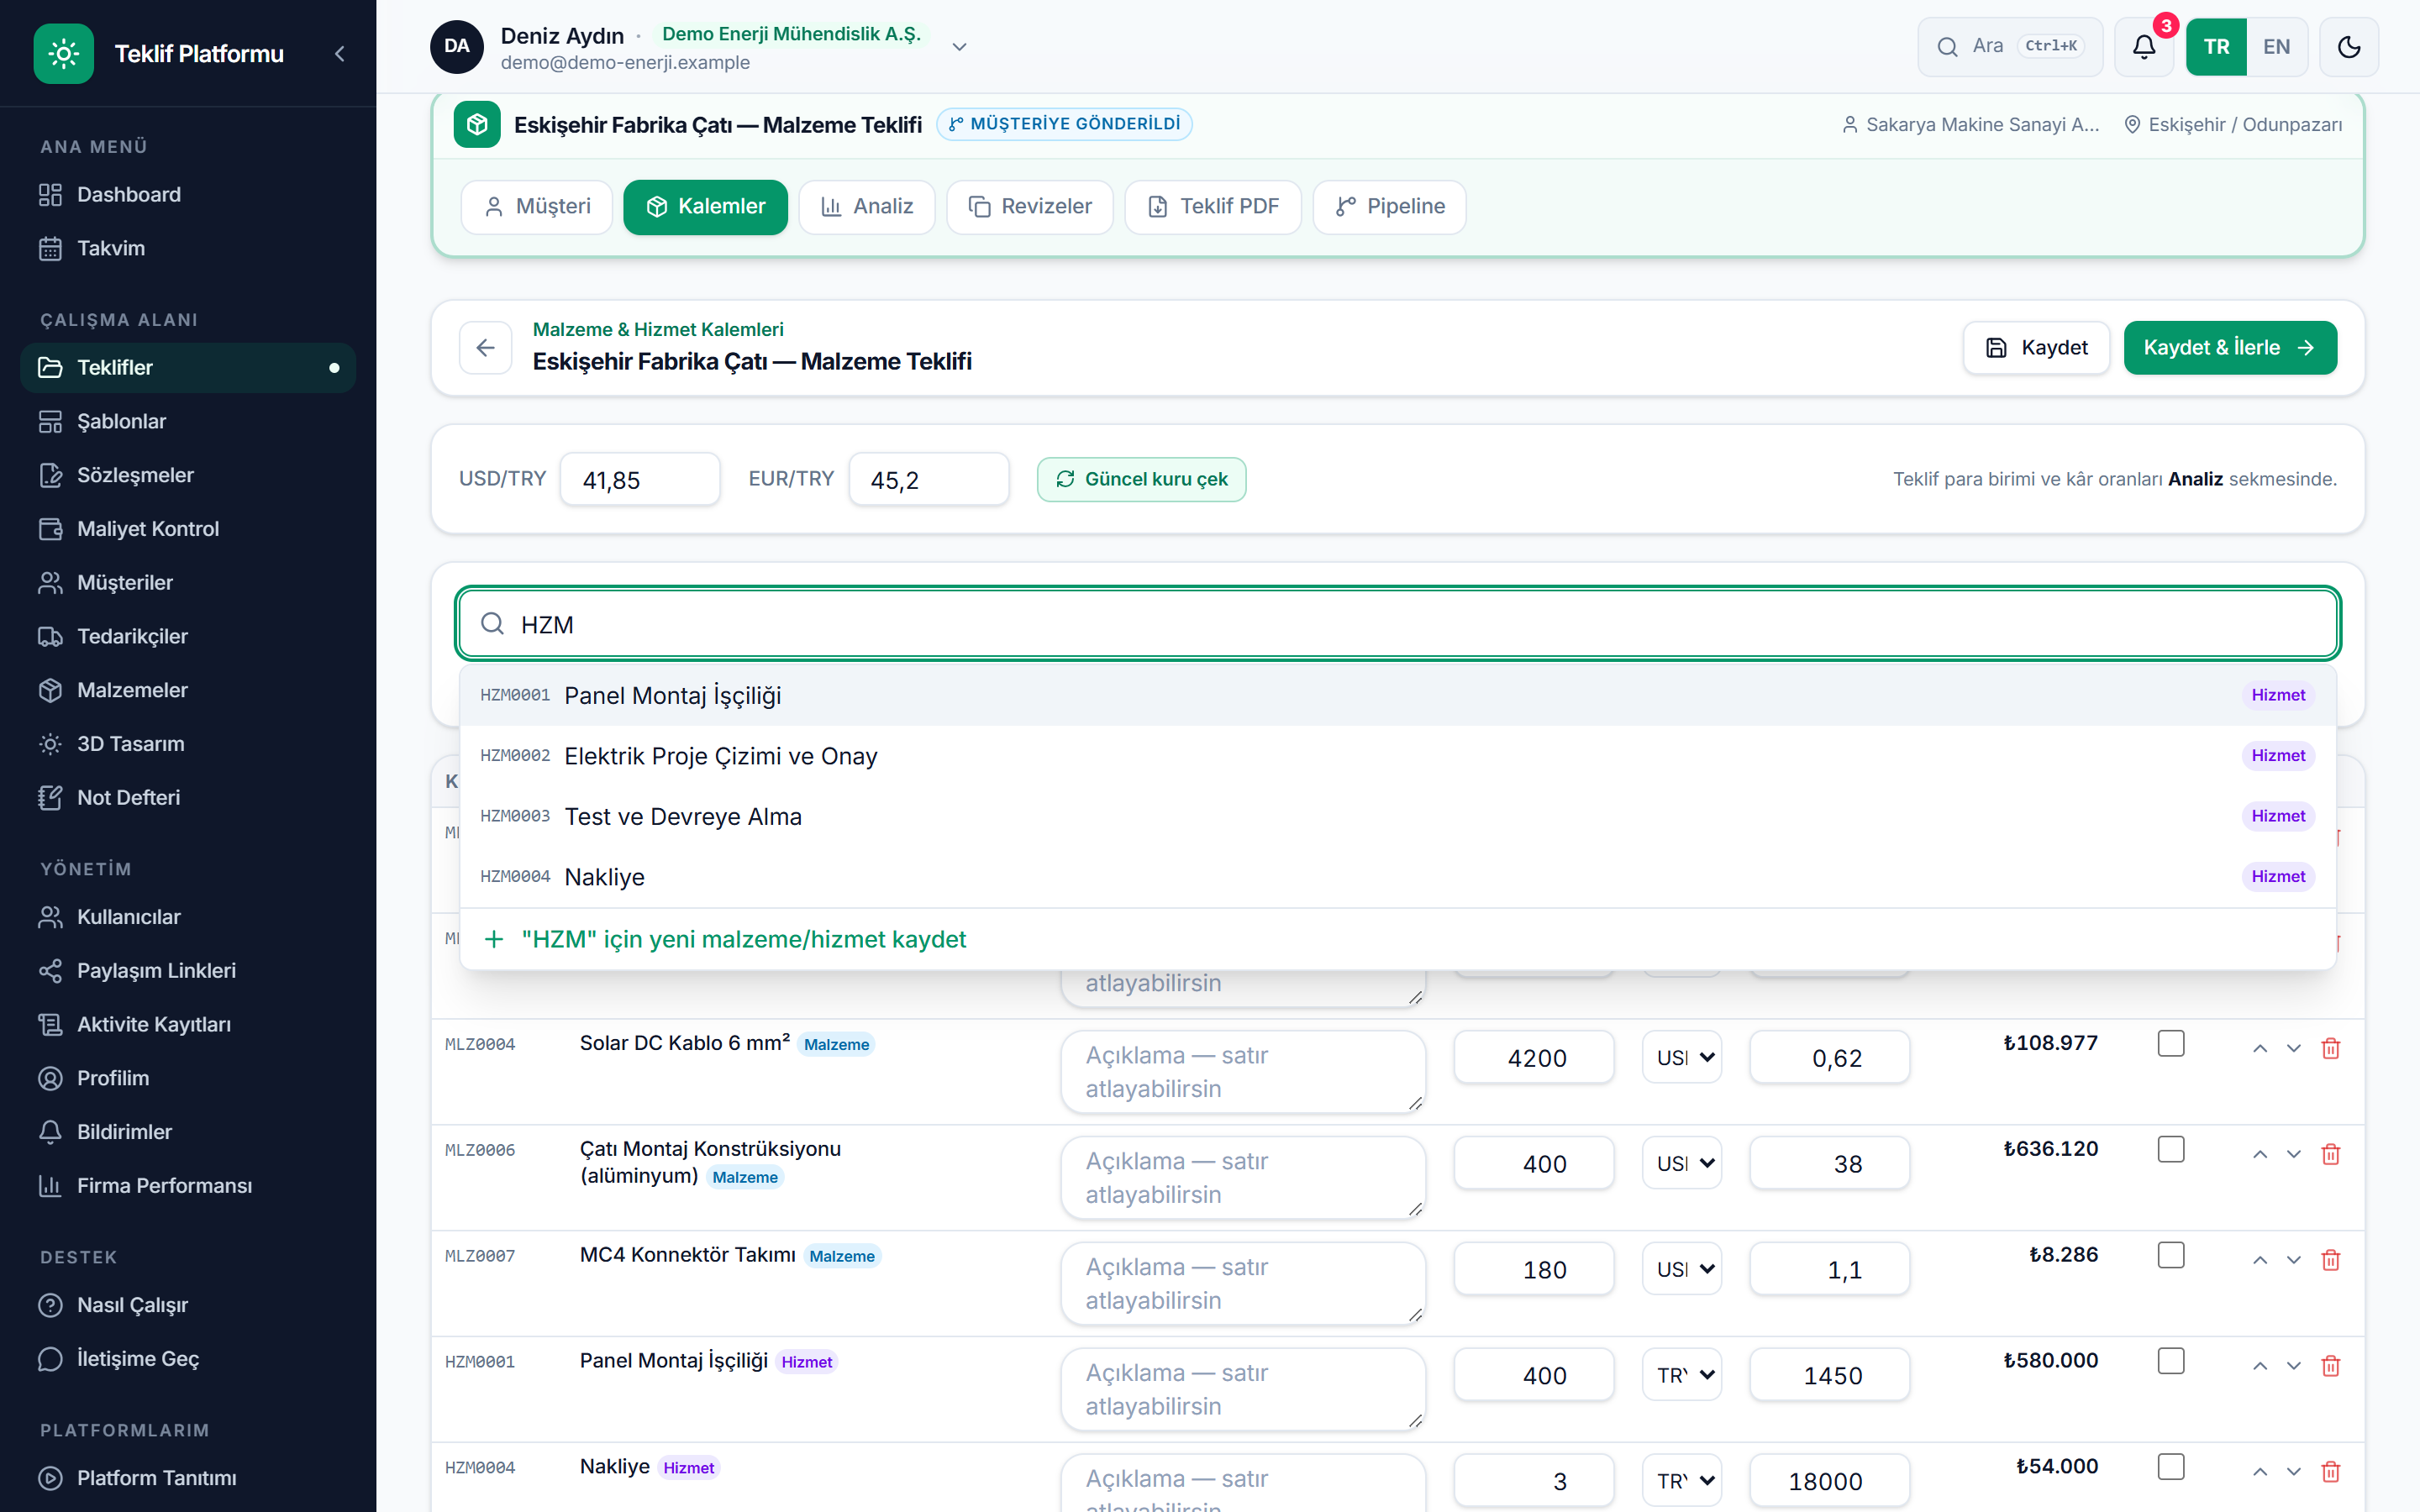 Teklif Platformu
ANA MENÜ
Dashboard
Takvim
ÇALIŞMA ALANI
Teklifler
Şablonlar
Sözleşmeler
Maliyet Kontrol
Müşteriler
Tedarikçiler
Malzemeler
3D Tasarım
Not Defteri
YÖNETİM
Kullanıcılar
Paylaşım Linkleri
Aktivite Kayıtları
Profilim
Bildirimler
Firma Performansı
DESTEK
Nasıl Çalışır
İletişime Geç
PLATFORMLARIM
Platform Tanıtımı
DA
Deniz Aydın · Demo Enerji Mühendislik A.Ş.
demo@demo-enerji.example
Ara Ctrl+K
3
TR EN
Eskişehir Fabrika Çatı — Malzeme Teklifi MÜŞTERİYE GÖNDERİLDİ Sakarya Makine Sanayi A... Eskişehir / Odunpazarı
Müşteri Kalemler Analiz Revizeler Teklif PDF Pipeline
Malzeme & Hizmet Kalemleri
Eskişehir Fabrika Çatı — Malzeme Teklifi
Kaydet Kaydet & İlerle
USD/TRY 41,85 EUR/TRY 45,2 Güncel kuru çek Teklif para birimi ve kâr oranları Analiz sekmesinde.
HZM
HZM0001 Panel Montaj İşçiliği Hizmet
HZM0002 Elektrik Proje Çizimi ve Onay Hizmet
HZM0003 Test ve Devreye Alma Hizmet
HZM0004 Nakliye Hizmet
"HZM" için yeni malzeme/hizmet kaydet
atlayabilirsin
MLZ0004 Solar DC Kablo 6 mm² Malzeme Açıklama — satır atlayabilirsin 4200 0,62 ₺108.977
MLZ0006 Çatı Montaj Konstrüksiyonu (alüminyum) Malzeme Açıklama — satır atlayabilirsin 400 38 ₺636.120
MLZ0007 MC4 Konnektör Takımı Malzeme Açıklama — satır atlayabilirsin 180 1,1 ₺8.286
HZM0001 Panel Montaj İşçiliği Hizmet Açıklama — satır atlayabilirsin 400 TRY 1450 ₺580.000
HZM0004 Nakliye Hizmet Açıklama — satır 3 TRY 18000 ₺54.000